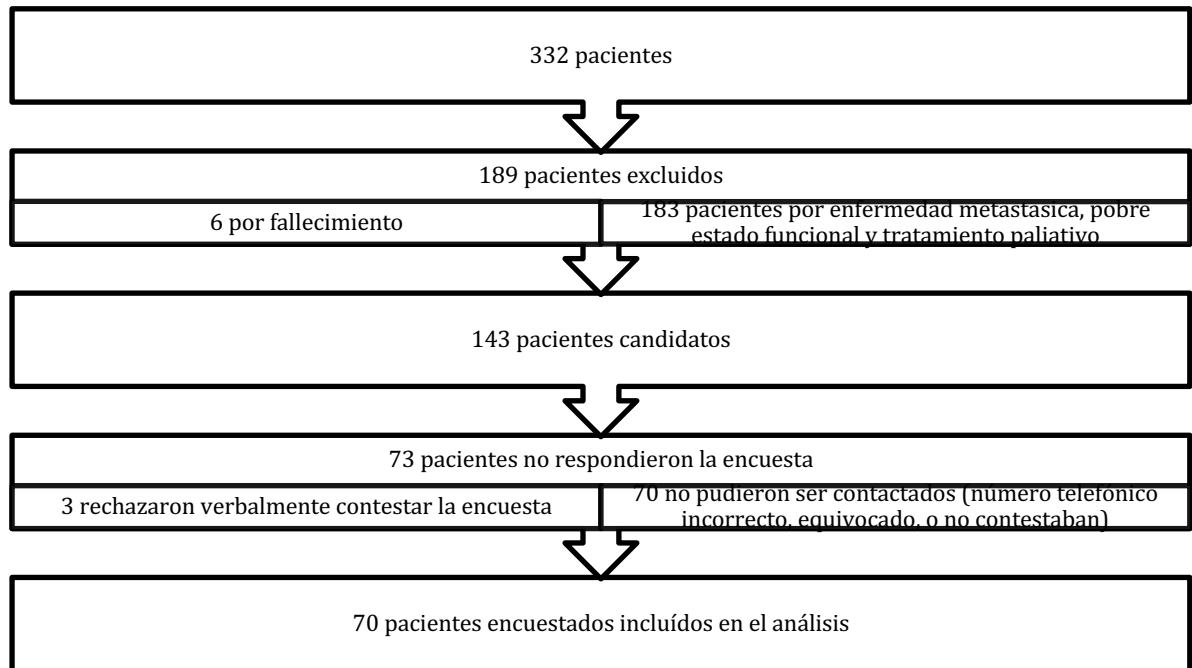 332 pacientes
189 pacientes excluidos
6 por fallecimiento
183 pacientes por enfermedad metastasica, pobre
estado funcional y tratamiento paliativo
143 pacientes candidatos
73 pacientes no respondieron la encuesta
3 rechazaron verbalmente contestar la encuesta
70 no pudieron ser contactados (número telefónico
incorrecto, equivocado, o no contestaban)
70 pacientes encuestados incluídos en el análisis